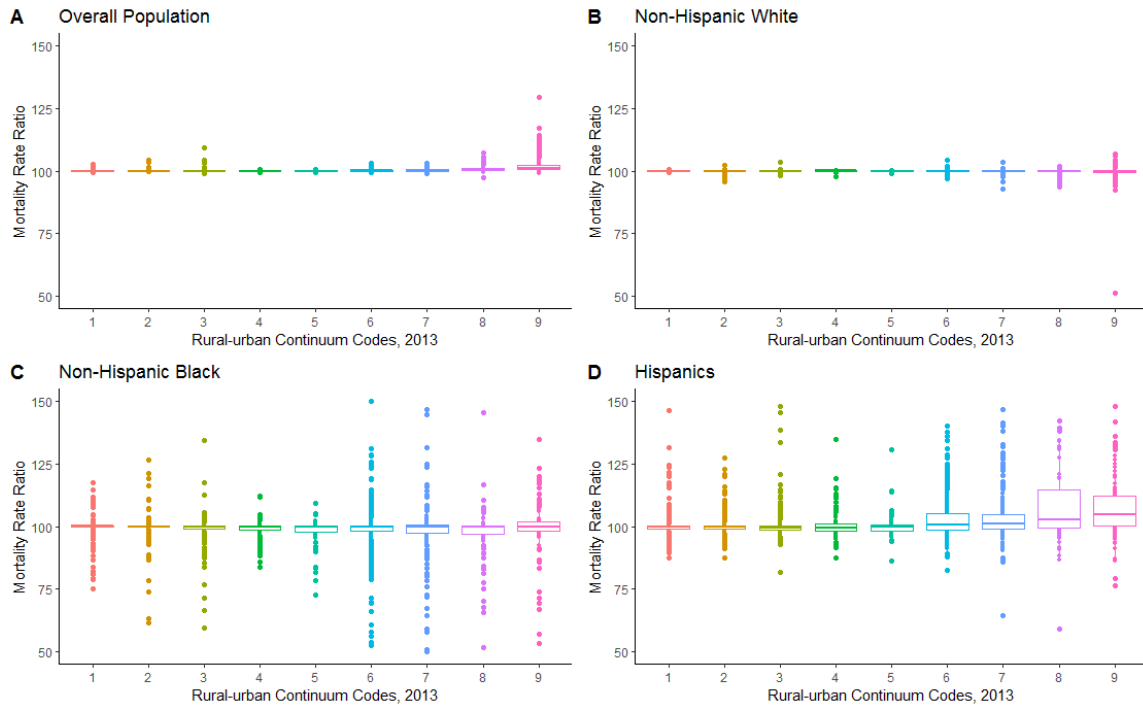 A Overall Population
Mortality Rate Ratio
150
125
100
75
50
1 2 3 4 5 6 7 8 9
Rural-urban Continuum Codes, 2013
B Non-Hispanic White
Mortality Rate Ratio
150
125
100
75
50
1 2 3 4 5 6 7 8 9
Rural-urban Continuum Codes, 2013
C Non-Hispanic Black
Mortality Rate Ratio
150
125
100
75
50
1 2 3 4 5 6 7 8 9
Rural-urban Continuum Codes, 2013
D Hispanics
Mortality Rate Ratio
150
125
100
75
50
1 2 3 4 5 6 7 8 9
Rural-urban Continuum Codes, 2013